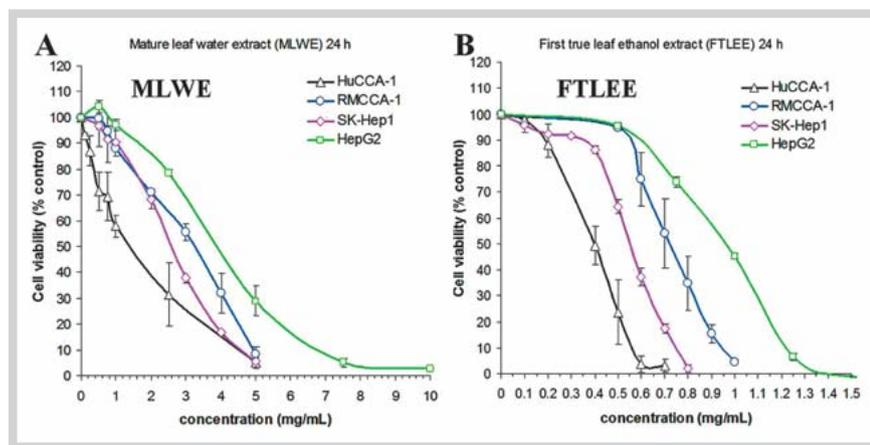 A
Mature leaf water extract (MLWE) 24 h
MLWE
HuCCA-1
RMCCA-1
SK-Hep1
HepG2
Cell viability (% control)
120
110
100
90
80
70
60
50
40
30
20
10
0
0 1 2 3 4 5 6 7 8 9 10
concentration (mg/mL)
B
First true leaf ethanol extract (FTLEE) 24 h
FTLEE
HuCCA-1
RMCCA-1
SK-Hep1
HepG2
Cell viability (% control)
120
110
100
90
80
70
60
50
40
30
20
10
0
0 0.1 0.2 0.3 0.4 0.5 0.6 0.7 0.8 0.9 1 1.1 1.2 1.3 1.4 1.5
concentration (mg/mL)